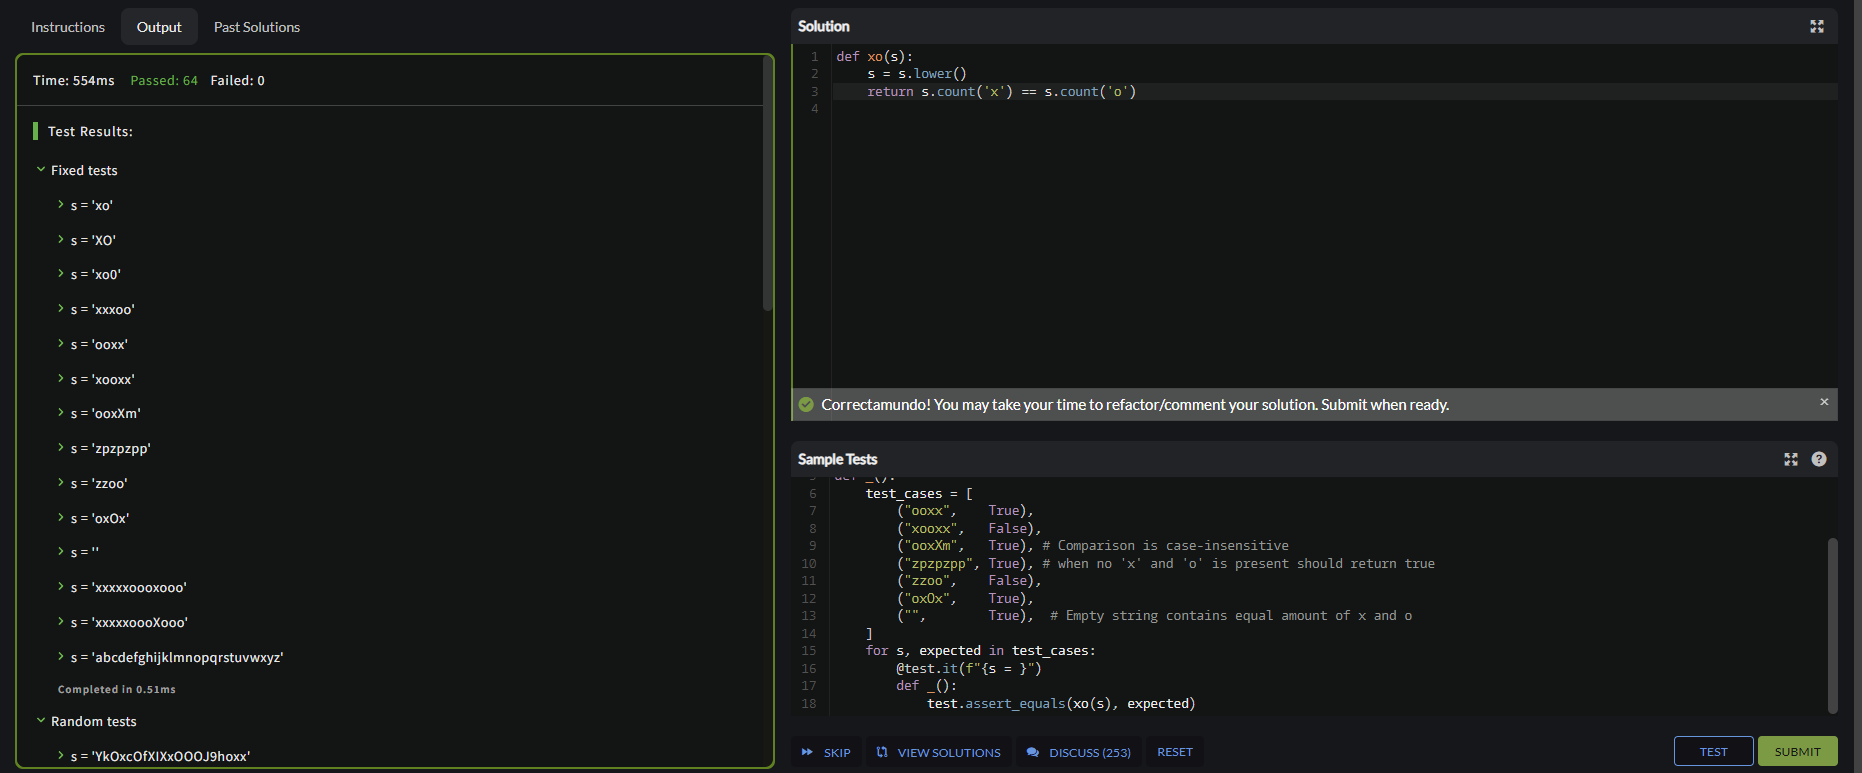 Instructions Output Past Solutions
Time: 554ms Passed: 64 Failed: 0
Test Results:
Fixed tests
s = 'xo'
s = 'XO'
s = 'xo0'
s = 'xxxoo'
s = 'ooxx'
s = 'xooxx'
s = 'ooxXm'
s = 'zpzpzpp'
s = 'zzoo'
s = 'oxOx'
s = ''
s = 'xxxxxoooxooo'
s = 'xxxxxoooXooo'
s = 'abcdefghijklmnopqrstuvwxyz'
Completed in 0.51ms
Random tests
s = 'YkOxcOfXIXxOOOJ9hoxx'
Solution
1 def xo(s):
2 s = s.lower()
3 return s.count('x') == s.count('o')
4
Correctamundo! You may take your time to refactor/comment your solution. Submit when ready. ×
Sample Tests ?
5 def _():
6 test_cases = [
7 ("ooxx", True),
8 ("xooxx", False),
9 ("ooxXm", True), # Comparison is case-insensitive
10 ("zpzpzpp", True), # when no 'x' and 'o' is present should return true
11 ("zzoo", False),
12 ("oxOx", True),
13 ("", True), # Empty string contains equal amount of x and o
14 ]
15 for s, expected in test_cases:
16 @test.it(f"{s = }")
17 def _():
18 test.assert_equals(xo(s), expected)
SKIP VIEW SOLUTIONS DISCUSS (253) RESET TEST SUBMIT